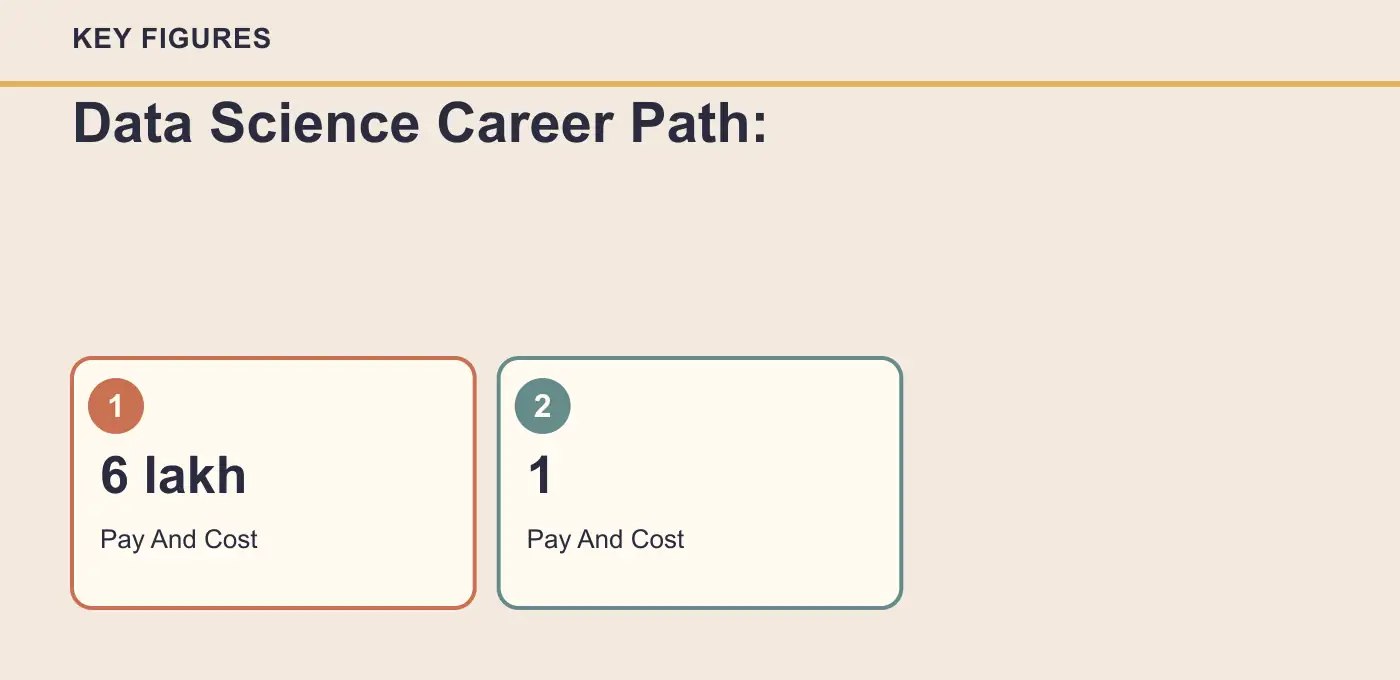 KEY FIGURES
Data Science Career Path:
1
6 lakh
Pay And Cost
2
1
Pay And Cost